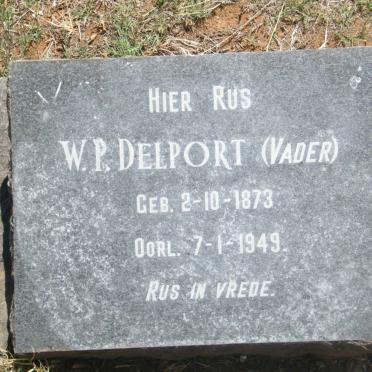 HIER RUS
W.P. DELPORT (VADER)
GEB. 2-10-1873
OORL. 7-1-1949.
RUS IN VREDE.